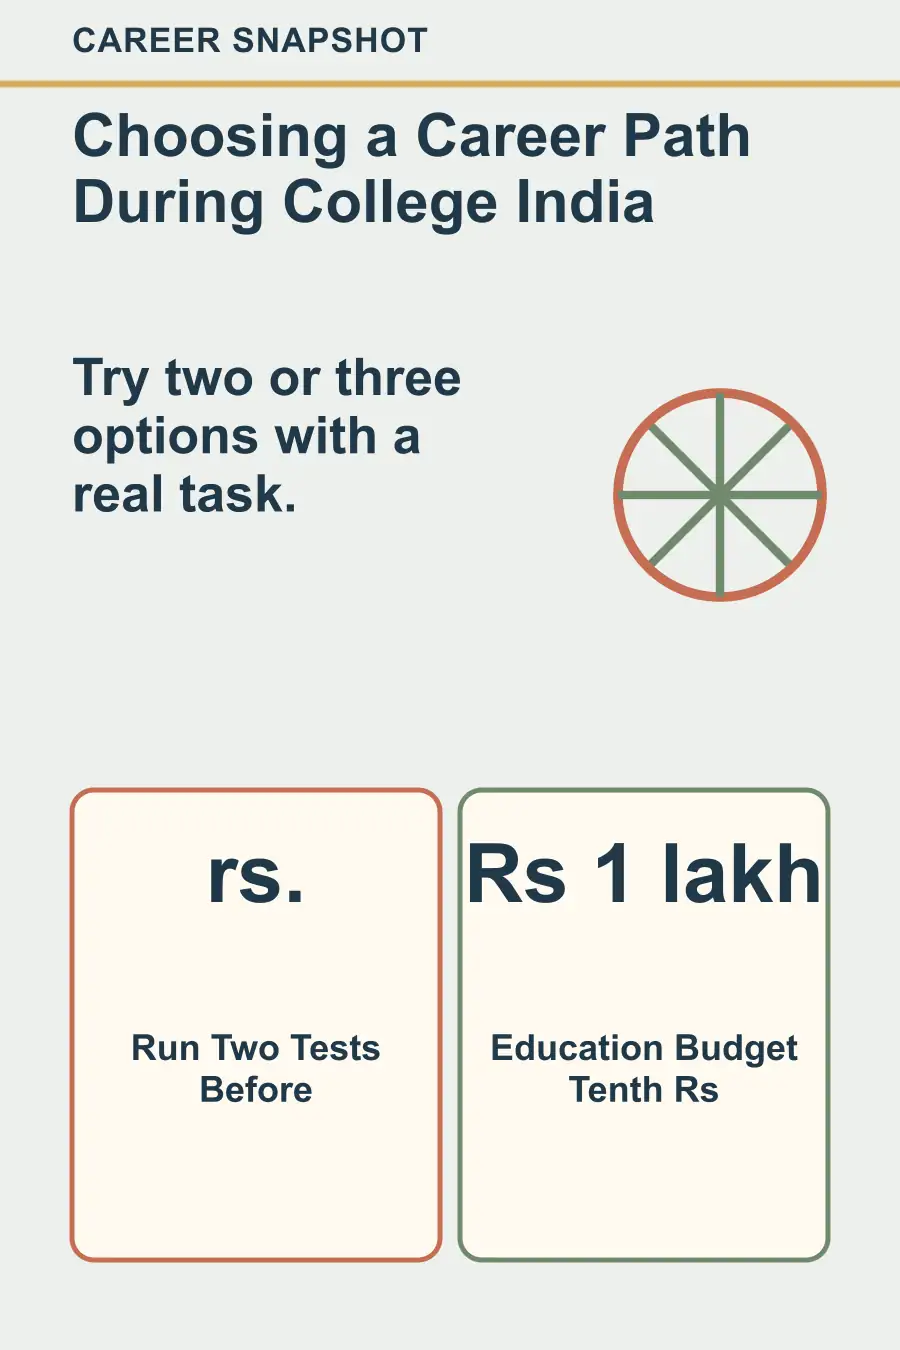 CAREER SNAPSHOT
Choosing a Career Path
During College India
Try two or three
options with a
real task.
rs.
Run Two Tests
Before
Rs 1 lakh
Education Budget
Tenth Rs